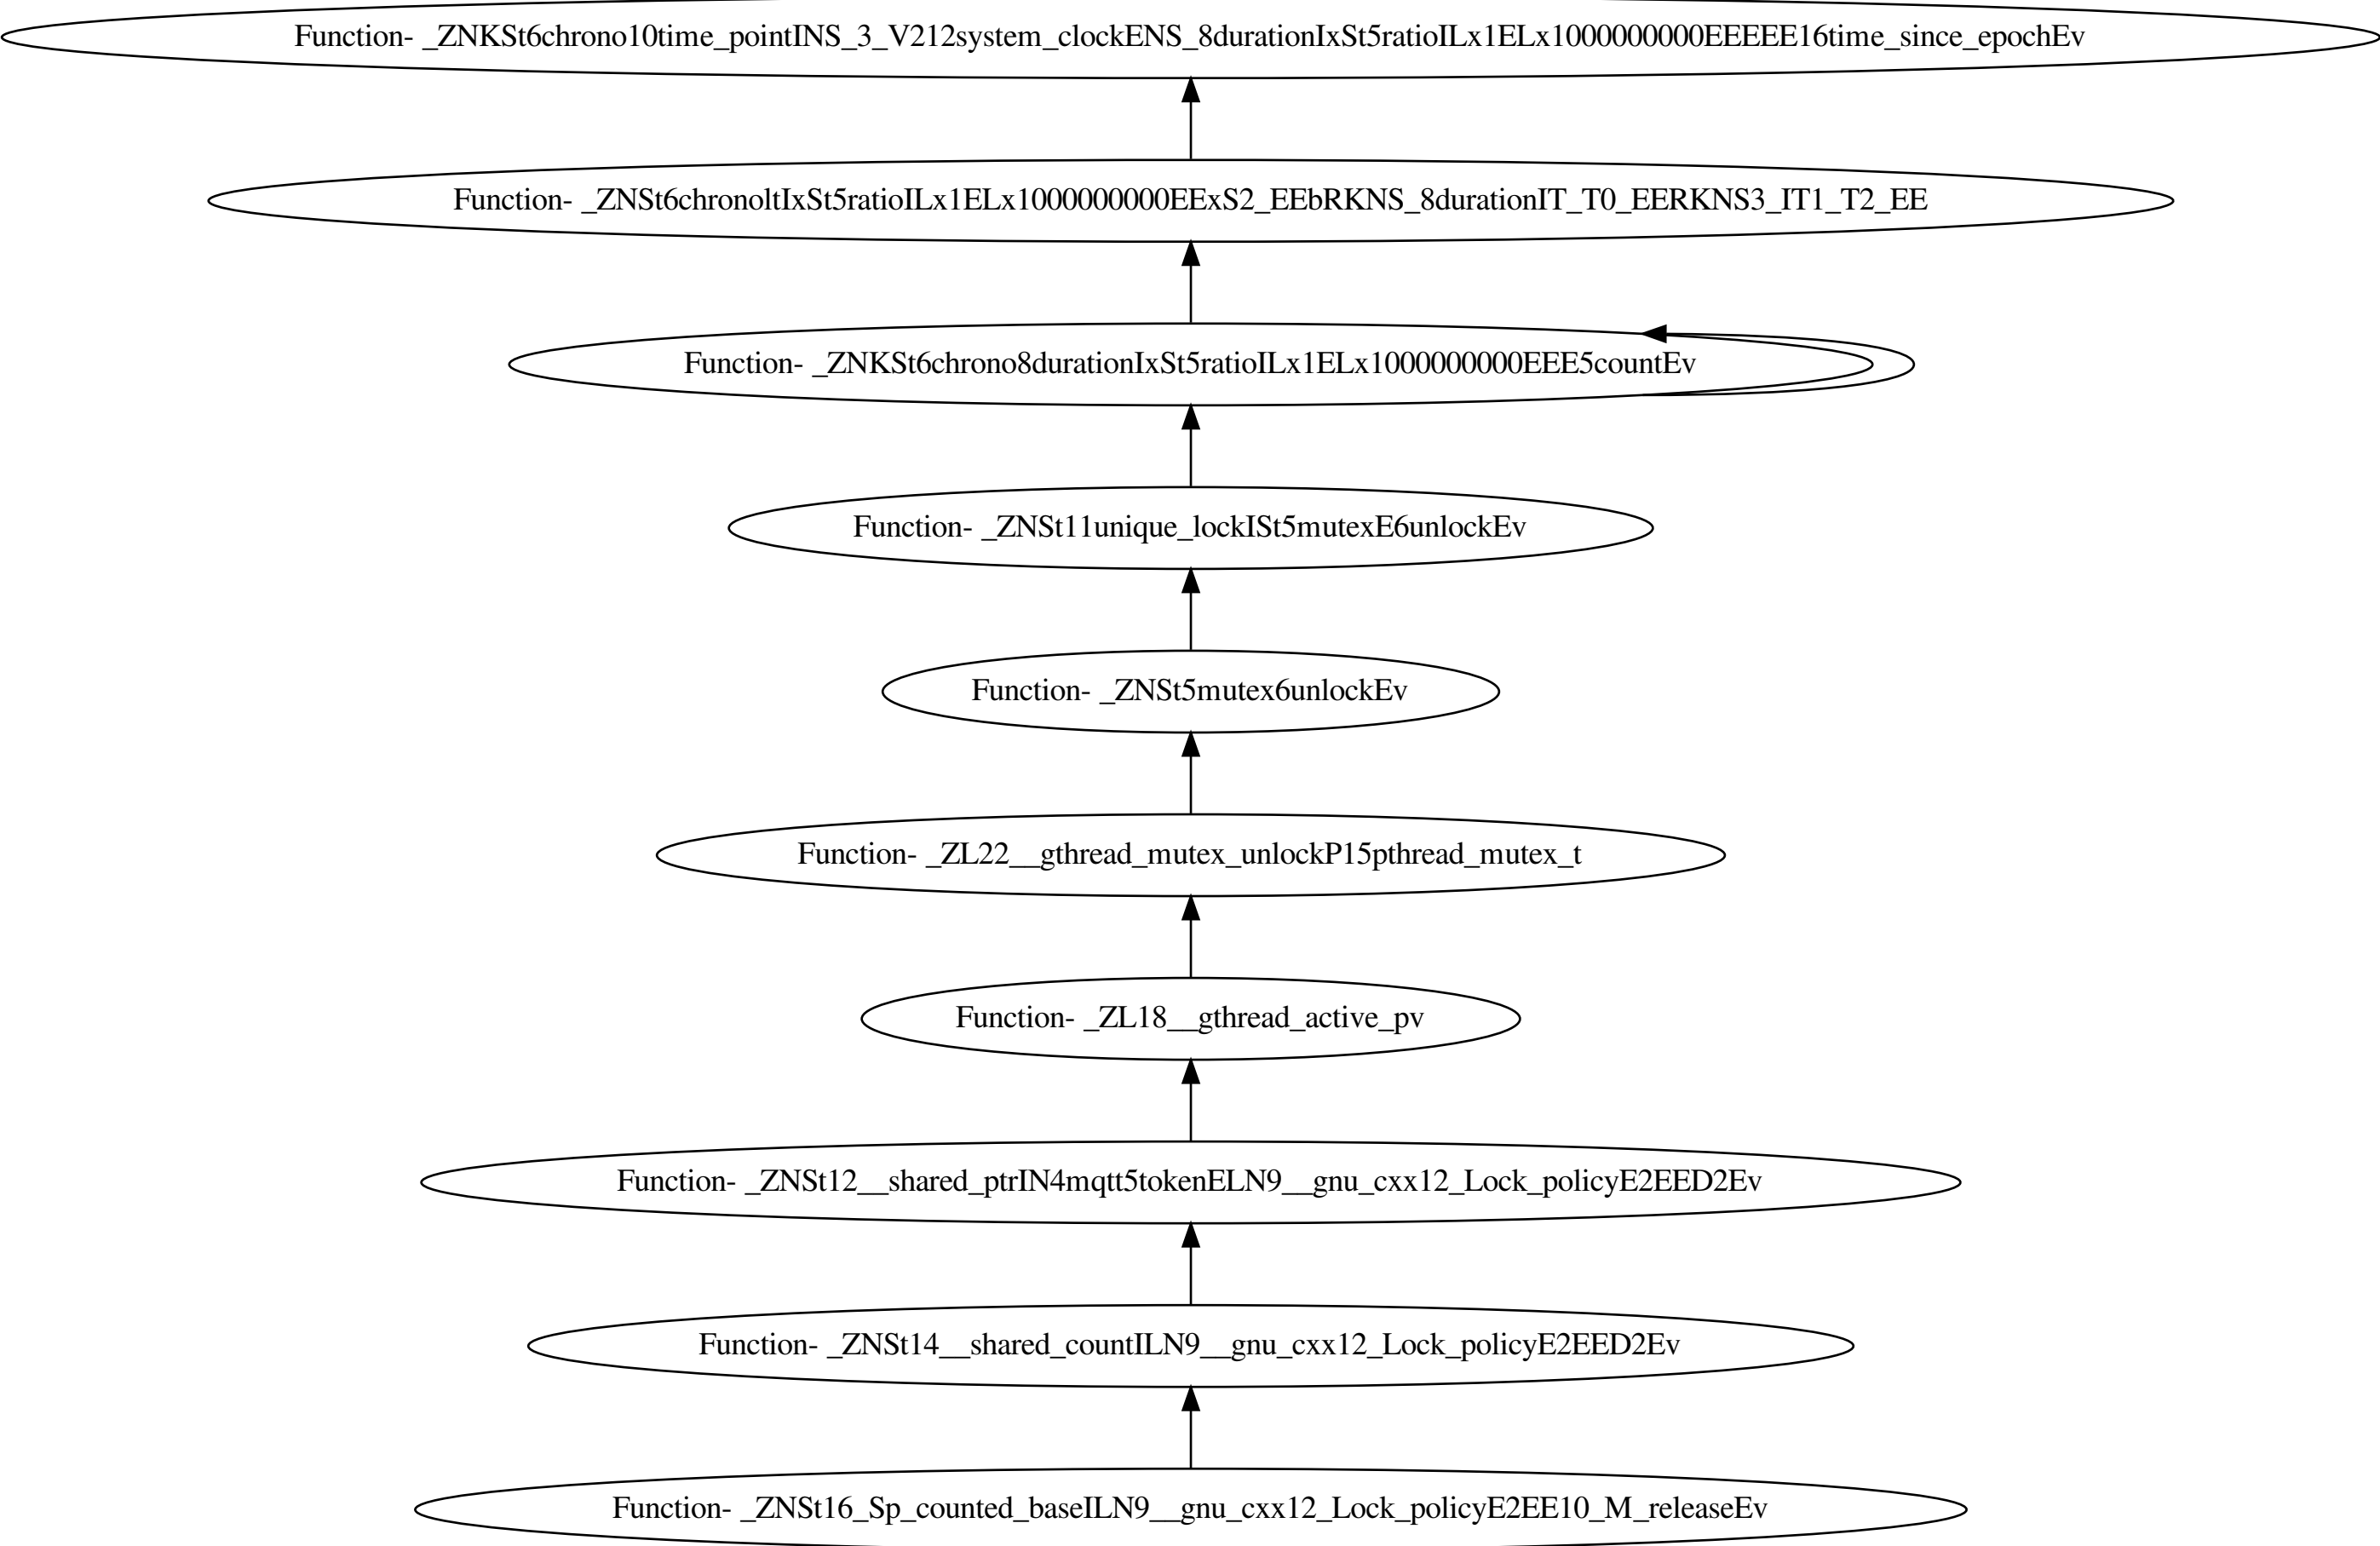 Function- _ZNKSt6chrono10time_pointINS_3_V212system_clockENS_8durationIxSt5ratioILx1ELx1000000000EEEEE16time_since_epochEv
Function- _ZNSt6chronoltIxSt5ratioILx1ELx1000000000EExS2_EEbRKNS_8durationIT_T0_EERKNS3_IT1_T2_EE
Function- _ZNKSt6chrono8durationIxSt5ratioILx1ELx1000000000EEE5countEv
Function- _ZNSt11unique_lockISt5mutexE6unlockEv
Function- _ZNSt5mutex6unlockEv
Function- _ZL22__gthread_mutex_unlockP15pthread_mutex_t
Function- _ZL18__gthread_active_pv
Function- _ZNSt12__shared_ptrIN4mqtt5tokenELN9__gnu_cxx12_Lock_policyE2EED2Ev
Function- _ZNSt14__shared_countILN9__gnu_cxx12_Lock_policyE2EED2Ev
Function- _ZNSt16_Sp_counted_baseILN9__gnu_cxx12_Lock_policyE2EE10_M_releaseEv